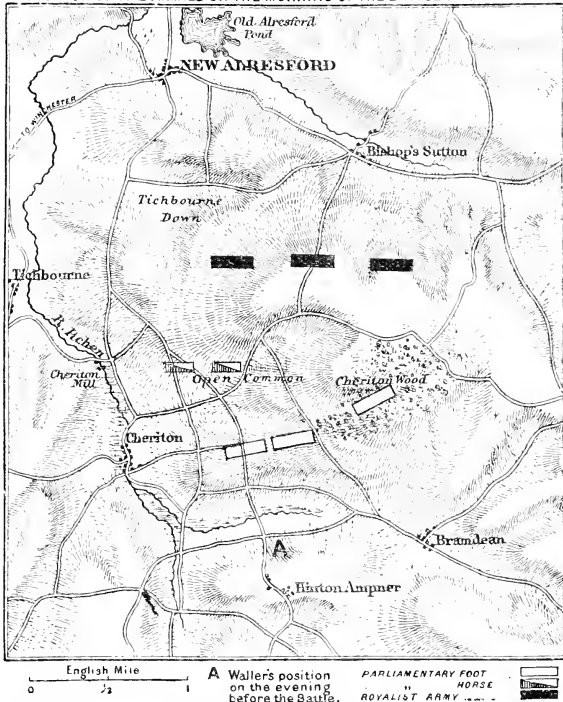 Old Alresford
Pond
NEW ALRESFORD
TO WINCHESTER
Bishop's Sutton
Tichbourne
Down
Tichbourne
R. Itchen
Cheriton
Mill
Open Common
Cheriton Wood
Cheriton
Bramdean
A
Hinton Ampner
English Mile
0 ½ 1
A Waller's position
on the evening
before the Battle.
PARLIAMENTARY FOOT
" HORSE
ROYALIST ARMY